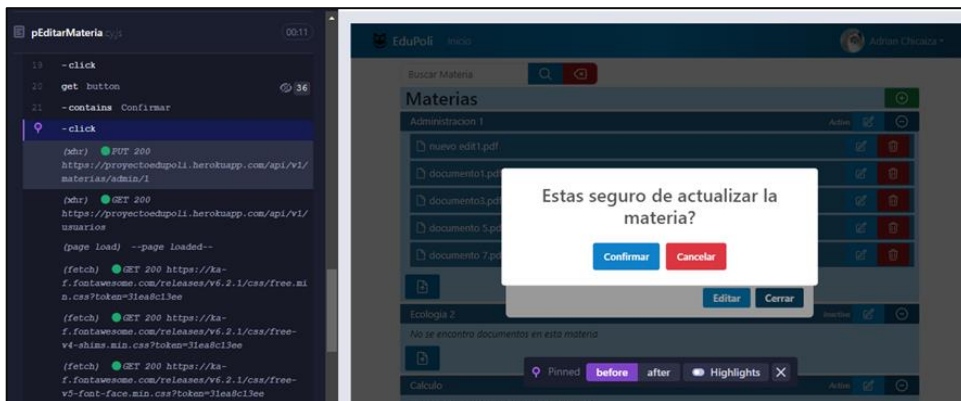 pEditarMateria.cy.js
00:11
19 -click
20 get button 36
21 -contains Confirmar
-click
(xhr) PUT 200
https://proyectoedupoli.herokuapp.com/api/v1/
materias/admin/1
(xhr) GET 200
https://proyectoedupoli.herokuapp.com/api/v1/
usuarios
(page load) --page loaded--
(fetch) GET 200 https://ka-
f.fontawesome.com/releases/v6.2.1/css/free.mi
n.css?token=31ea8c13ee
(fetch) GET 200 https://ka-
f.fontawesome.com/releases/v6.2.1/css/free-
v4-shims.min.css?token=31ea8c13ee
(fetch) GET 200 https://ka-
f.fontawesome.com/releases/v6.2.1/css/free-
v5-font-face.min.css?token=31ea8c13ee
EduPoli Inicio
Adrian Chicaiza
Buscar Materia
Materias
Administracion 1 Activo
nuevo edit1.pdf
documento1.pd
documento3.pd
documento 5.pd
documento 7.pd
Estas seguro de actualizar la
materia?
Confirmar Cancelar
Editar Cerrar
Ecologia 2 Inactivo
No se encontro documentos en esta materia
Pinned before after Highlights
Calculo Activo